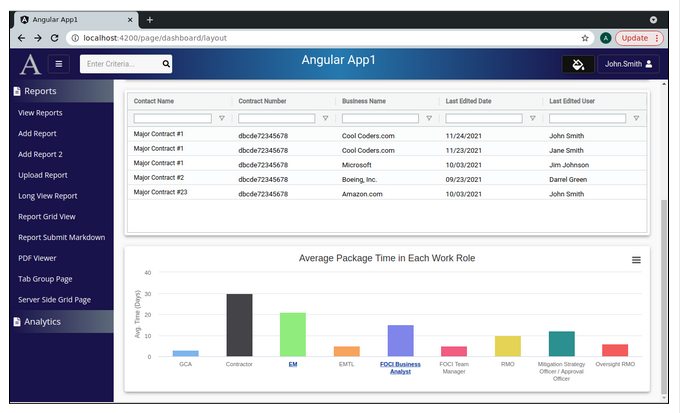 Angular App1
localhost:4200/page/dashboard/layout
A
Update
A
Enter Criteria...
Angular App1
John.Smith
Reports
View Reports
Add Report
Add Report 2
Upload Report
Long View Report
Report Grid View
Report Submit Markdown
PDF Viewer
Tab Group Page
Server Side Grid Page
Analytics
Contact Name Contract Number Business Name Last Edited Date Last Edited User
Major Contract #1 dbcde72345678 Cool Coders.com 11/24/2021 John Smith
Major Contract #1 dbcde72345678 Cool Coders.com 11/23/2021 Jane Smith
Major Contract #1 dbcde72345678 Microsoft 10/03/2021 Jim Johnson
Major Contract #2 dbcde72345678 Boeing, Inc. 09/23/2021 Darrel Green
Major Contract #23 dbcde72345678 Amazon.com 10/03/2021 John Smith
Average Package Time in Each Work Role
Avg. Time (Days)
40
30
20
10
0
GCA
Contractor
EM
EMTL
FOCI Business
Analyst
FOCI Team
Manager
RMO
Mitigation Strategy
Officer / Approval
Officer
Oversight RMO